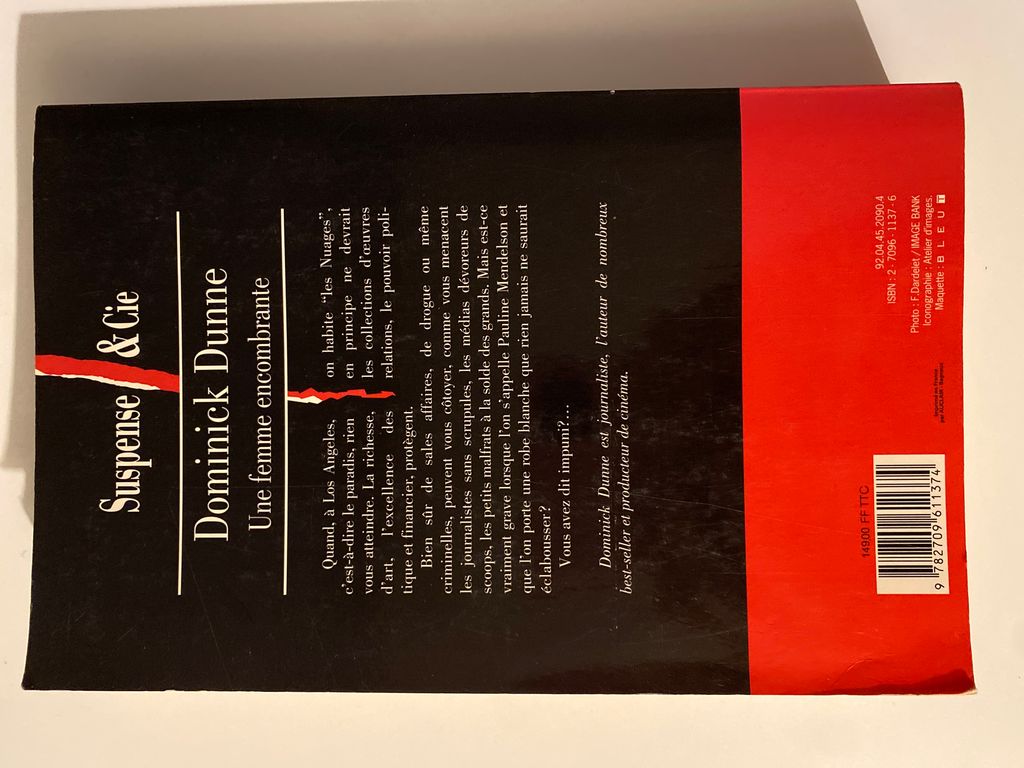 Suspense & Cie
Dominick Dunne
Une femme encombrante
Quand, à Los Angeles, on habite "les Nuages",
c'est-à-dire le paradis, rien en principe ne devrait
vous atteindre. La richesse, les collections d'œuvres
d'art, l'excellence des relations, le pouvoir poli-
tique et financier, protègent.
Bien sûr de sales affaires, de drogue ou même
criminelles, peuvent vous côtoyer, comme vous menacent
les journalistes sans scrupules, les médias dévoreurs de
scoops, les petits malfrats à la solde des grands. Mais est-ce
vraiment grave lorsque l'on s'appelle Pauline Mendelson et
que l'on porte une robe blanche que rien jamais ne saurait
éclabousser?
Vous avez dit impuni?...
Dominick Dunne est journaliste, l'auteur de nombreux
best-seller et producteur de cinéma.
14900 FF TTC
9 782709 611374
Imprimé en France
par AUCLAIR - Bagneux
92.04.45.2090.4
ISBN : 2 - 7096 - 1137 - 6
Photo : F.Dardelet / IMAGE BANK
Iconographie : Atelier d'images.
Maquette : B L E U T